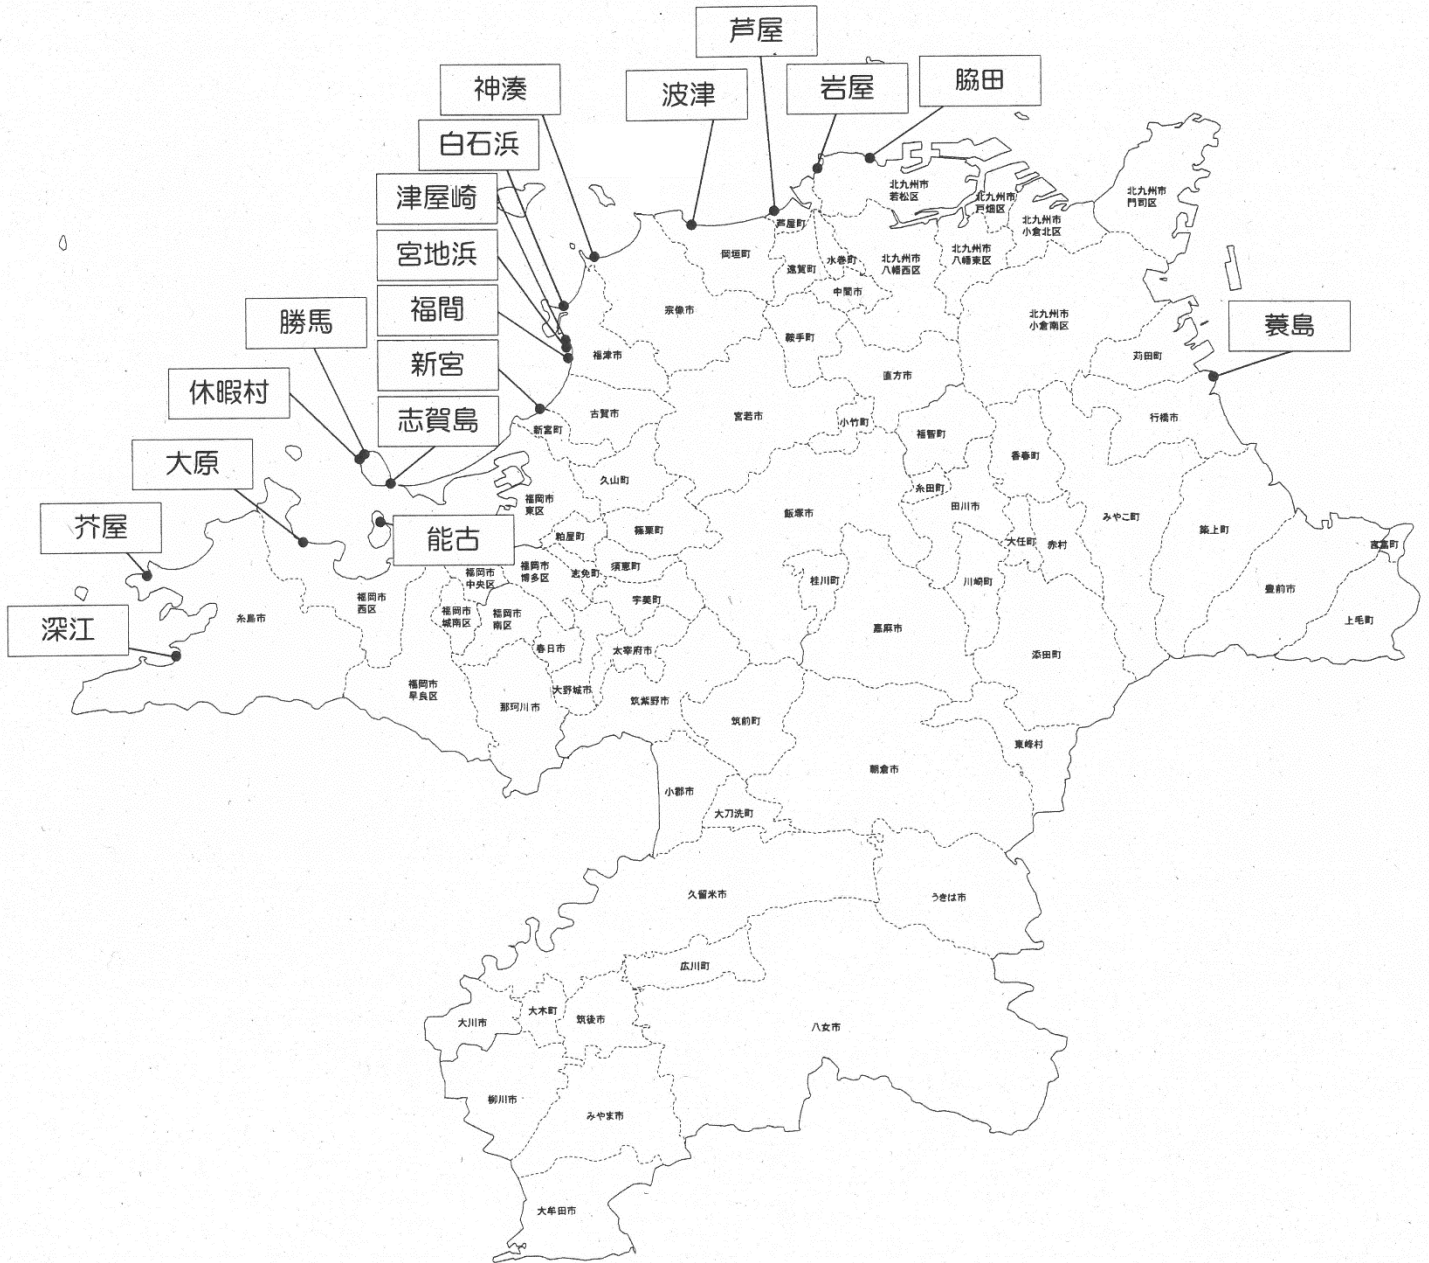 芦屋
神湊
波津
岩屋
脇田
白石浜
津屋崎
宮地浜
福間
勝馬
新宮
休暇村
志賀島
大原
芥屋
能古
深江
蓑島
北九州市
若松区
北九州市
戸畑区
北九州市
門司区
北九州市
小倉北区
芦屋町
岡垣町
遠賀町
水巻町
北九州市
八幡西区
北九州市
八幡東区
中間市
宗像市
鞍手町
北九州市
小倉南区
福津市
苅田町
直方市
古賀市
宮若市
小竹町
新宮町
福智町
行橋市
香春町
久山町
糸田町
福岡市
東区
飯塚市
田川市
みやこ町
粕屋町
篠栗町
大任町
赤村
築上町
吉富町
福岡市
中央区
福岡市
博多区
志免町
須恵町
桂川町
川崎町
福岡市
西区
宇美町
豊前市
糸島市
福岡市
城南区
福岡市
南区
嘉麻市
上毛町
春日市
太宰府市
添田町
福岡市
早良区
大野城市
那珂川市
筑紫野市
筑前町
東峰村
朝倉市
小郡市
大刀洗町
久留米市
うきは市
広川町
大川市
大木町
筑後市
八女市
柳川市
みやま市
大牟田市